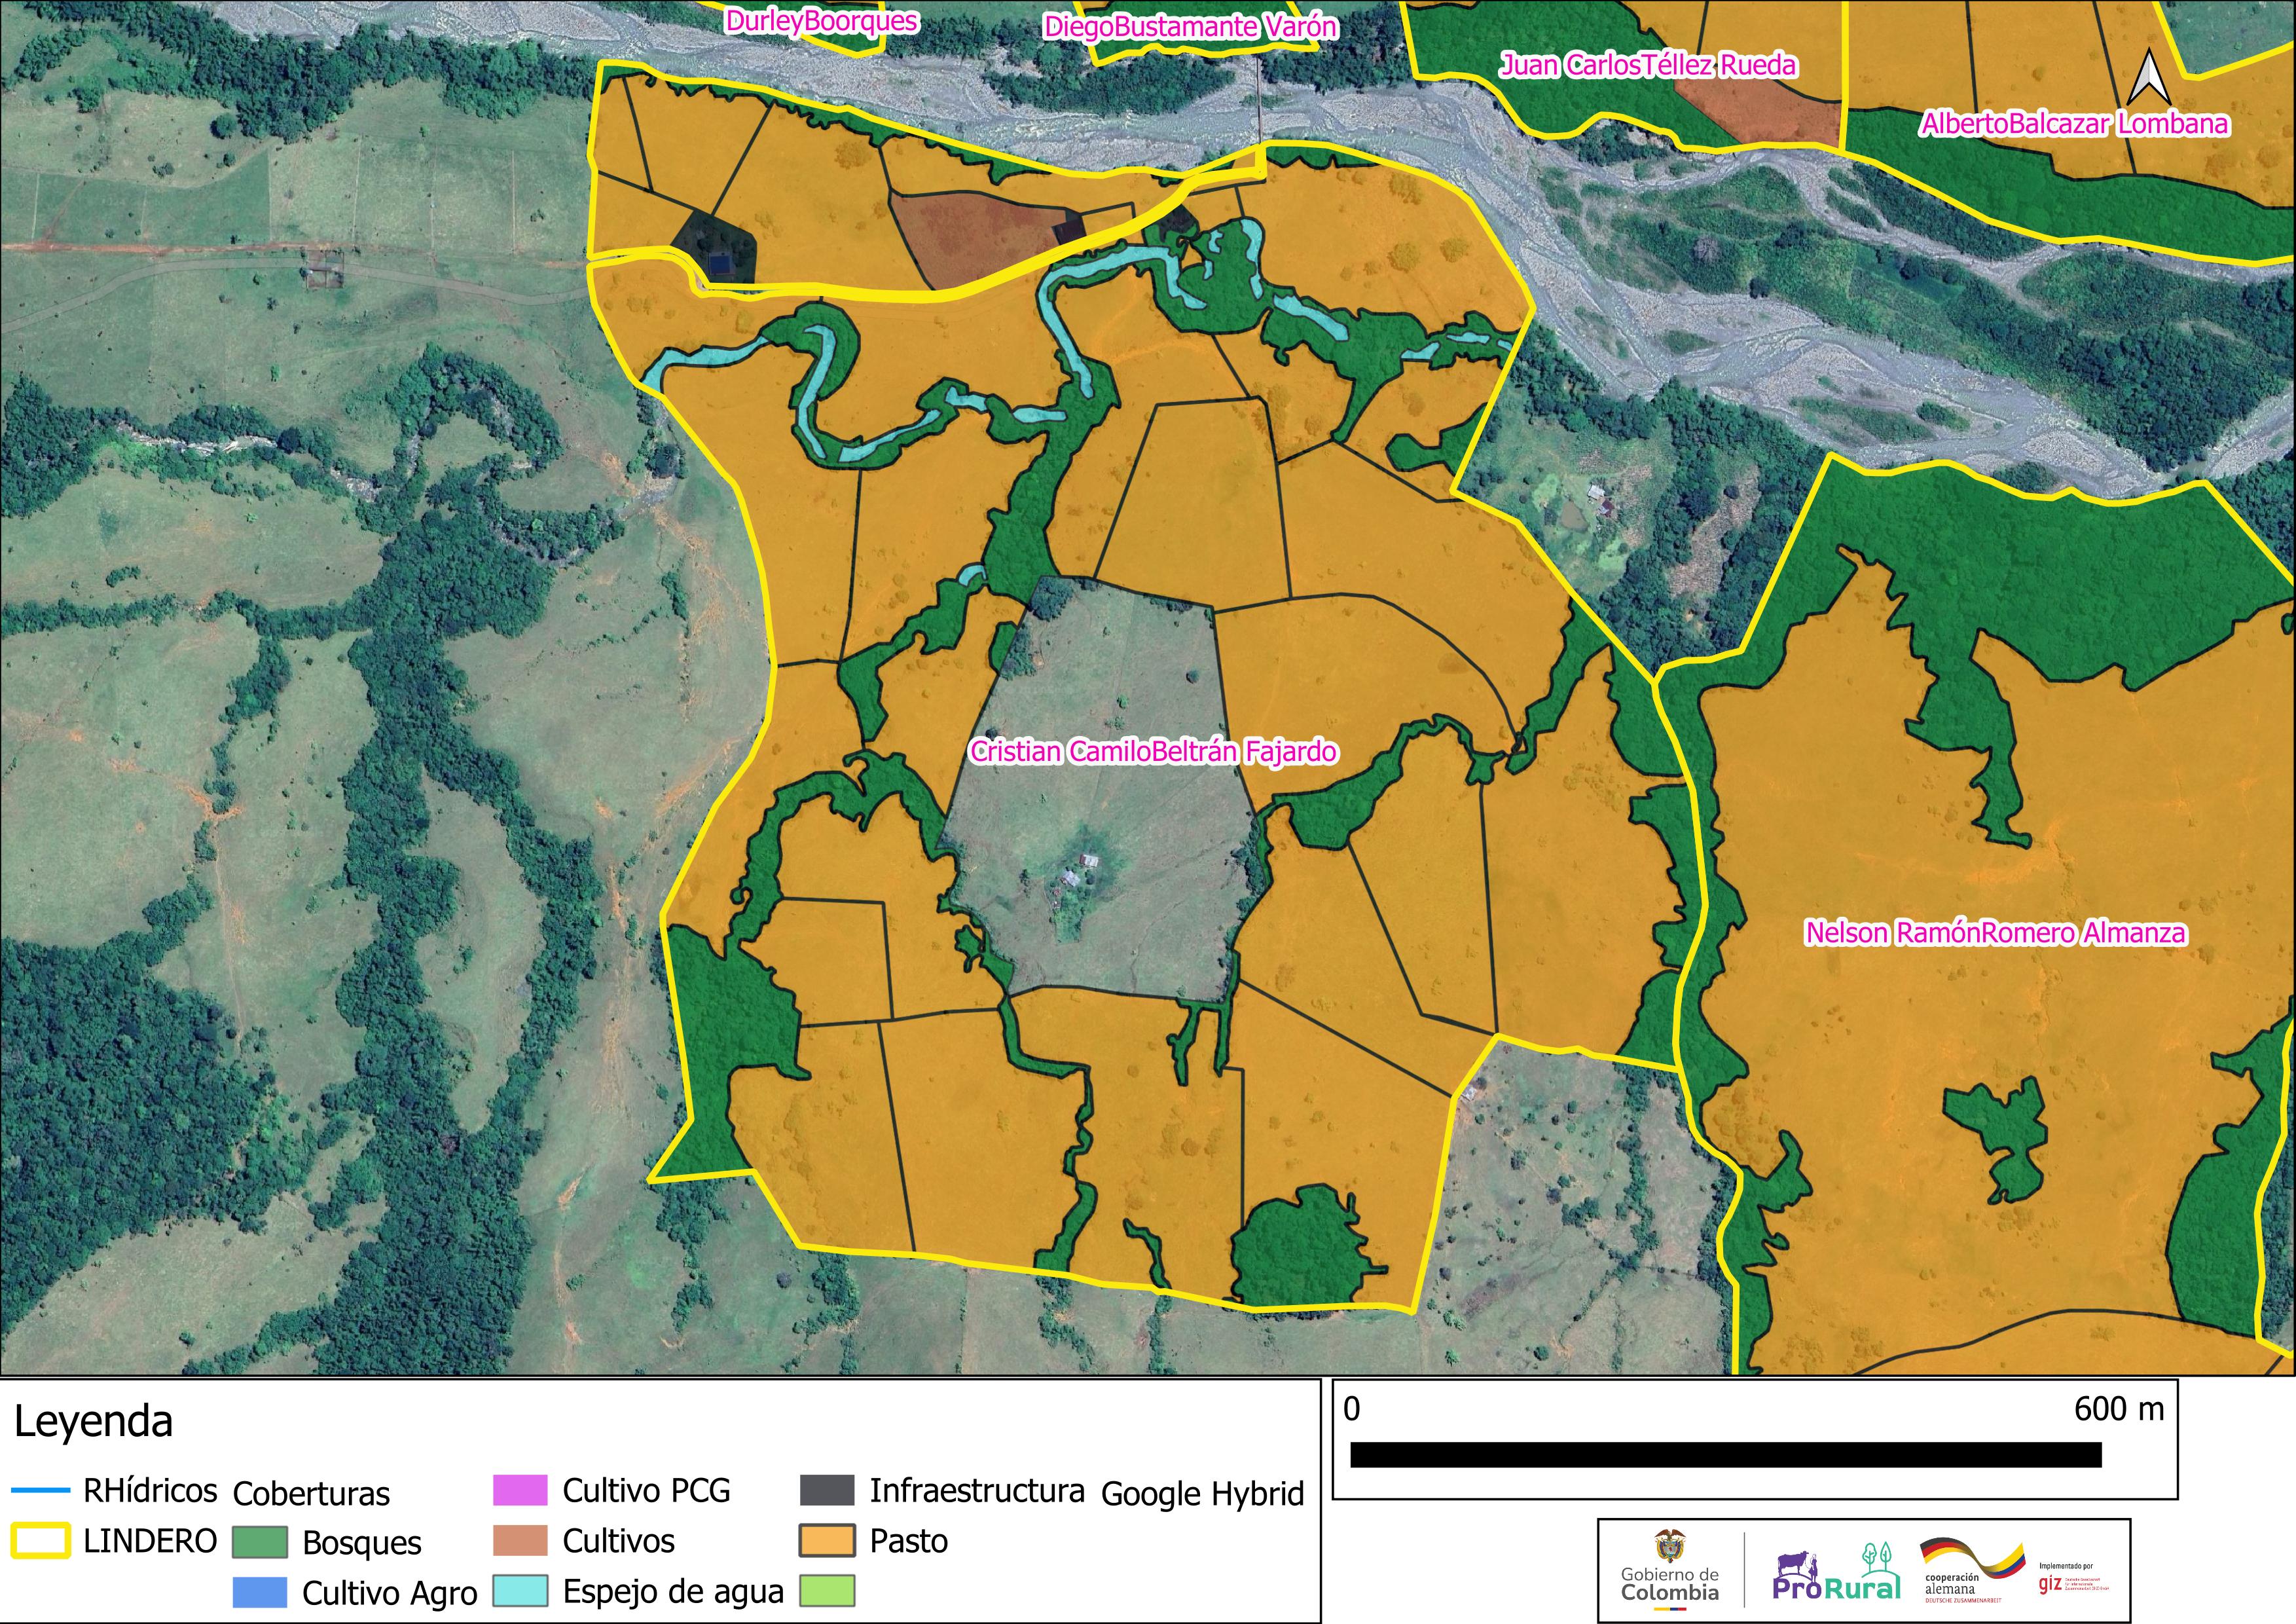 DurleyBoorques
DiegoBustamante Varón
Juan CarlosTéllez Rueda
AlbertoBalcazar Lombana
Cristian CamiloBeltrán Fajardo
Nelson RamónRomero Almanza
Leyenda
RHídricos
LINDERO
Coberturas
Bosques
Cultivo Agro
Cultivo PCG
Cultivos
Espejo de agua
Infraestructura
Pasto
Google Hybrid
0 600 m
Gobierno de
Colombia
ProRural
cooperación
alemana
DEUTSCHE ZUSAMMENARBEIT
Implementado por
giz